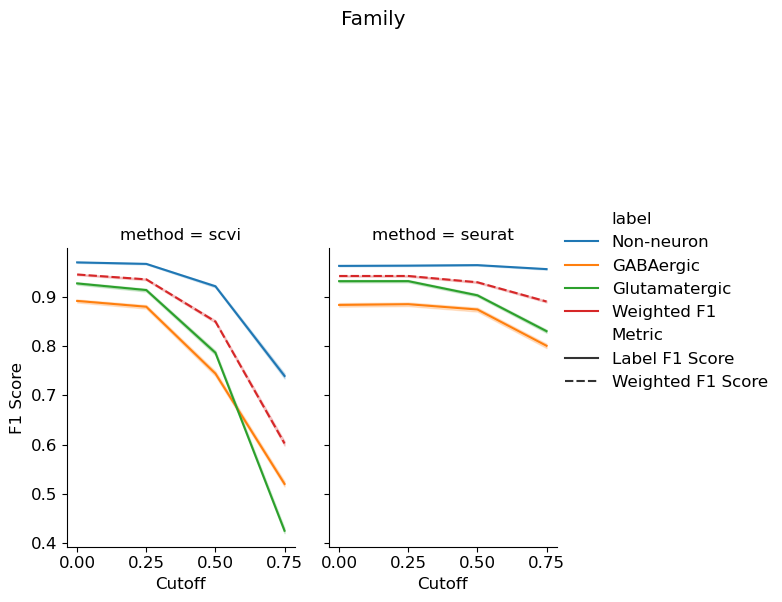 Family
method = scvi
method = seurat
F1 Score
0.9
0.8
0.7
0.6
0.5
0.4
0.00 0.25 0.50 0.75
Cutoff
0.00 0.25 0.50 0.75
Cutoff
label
Non-neuron
GABAergic
Glutamatergic
Weighted F1
Metric
Label F1 Score
Weighted F1 Score